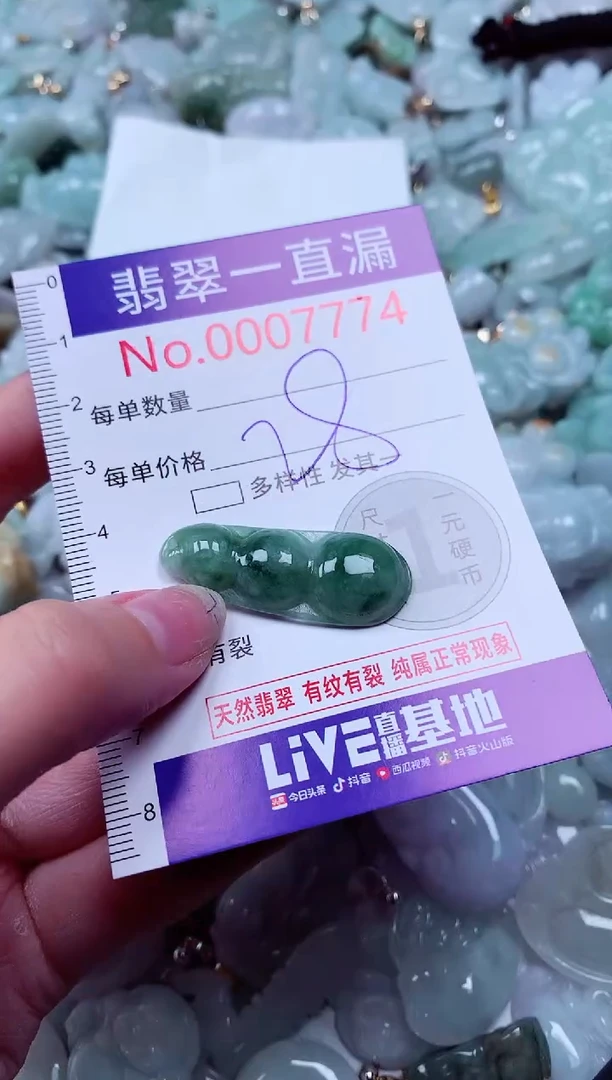 翡翠一直漏
No.0007774
每单数量
每单价格 28
多样性 发其一
尺
一元硬币
1
有裂
天然翡翠 有纹有裂 纯属正常现象
LiVE直播基地
今日头条 抖音 西瓜视频 抖音火山版
0
1
2
3
4
8